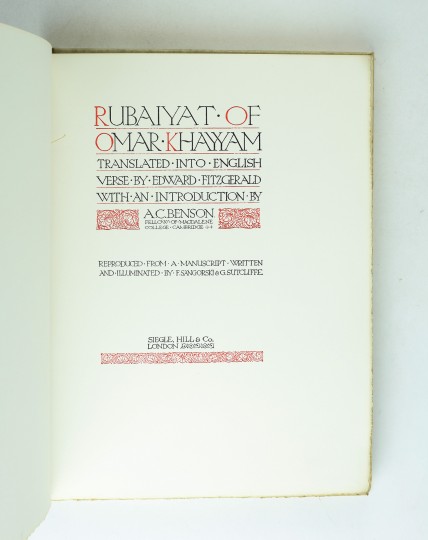 RUBAIYAT · OF
OMAR · KHAYYAM
TRANSLATED · INTO · ENGLISH
VERSE · BY · EDWARD · FITZGERALD
WITH · AN · INTRODUCTION · BY
A.C.BENSON
FELLOW OF MAGDALENE
COLLEGE · CAMBRIDGE
REPRODUCED · FROM · A · MANUSCRIPT · WRITTEN
AND · ILLUMINATED · BY · F. SANGORSKI & G. SUTCLIFFE.
SIEGLE, HILL & Co.
LONDON